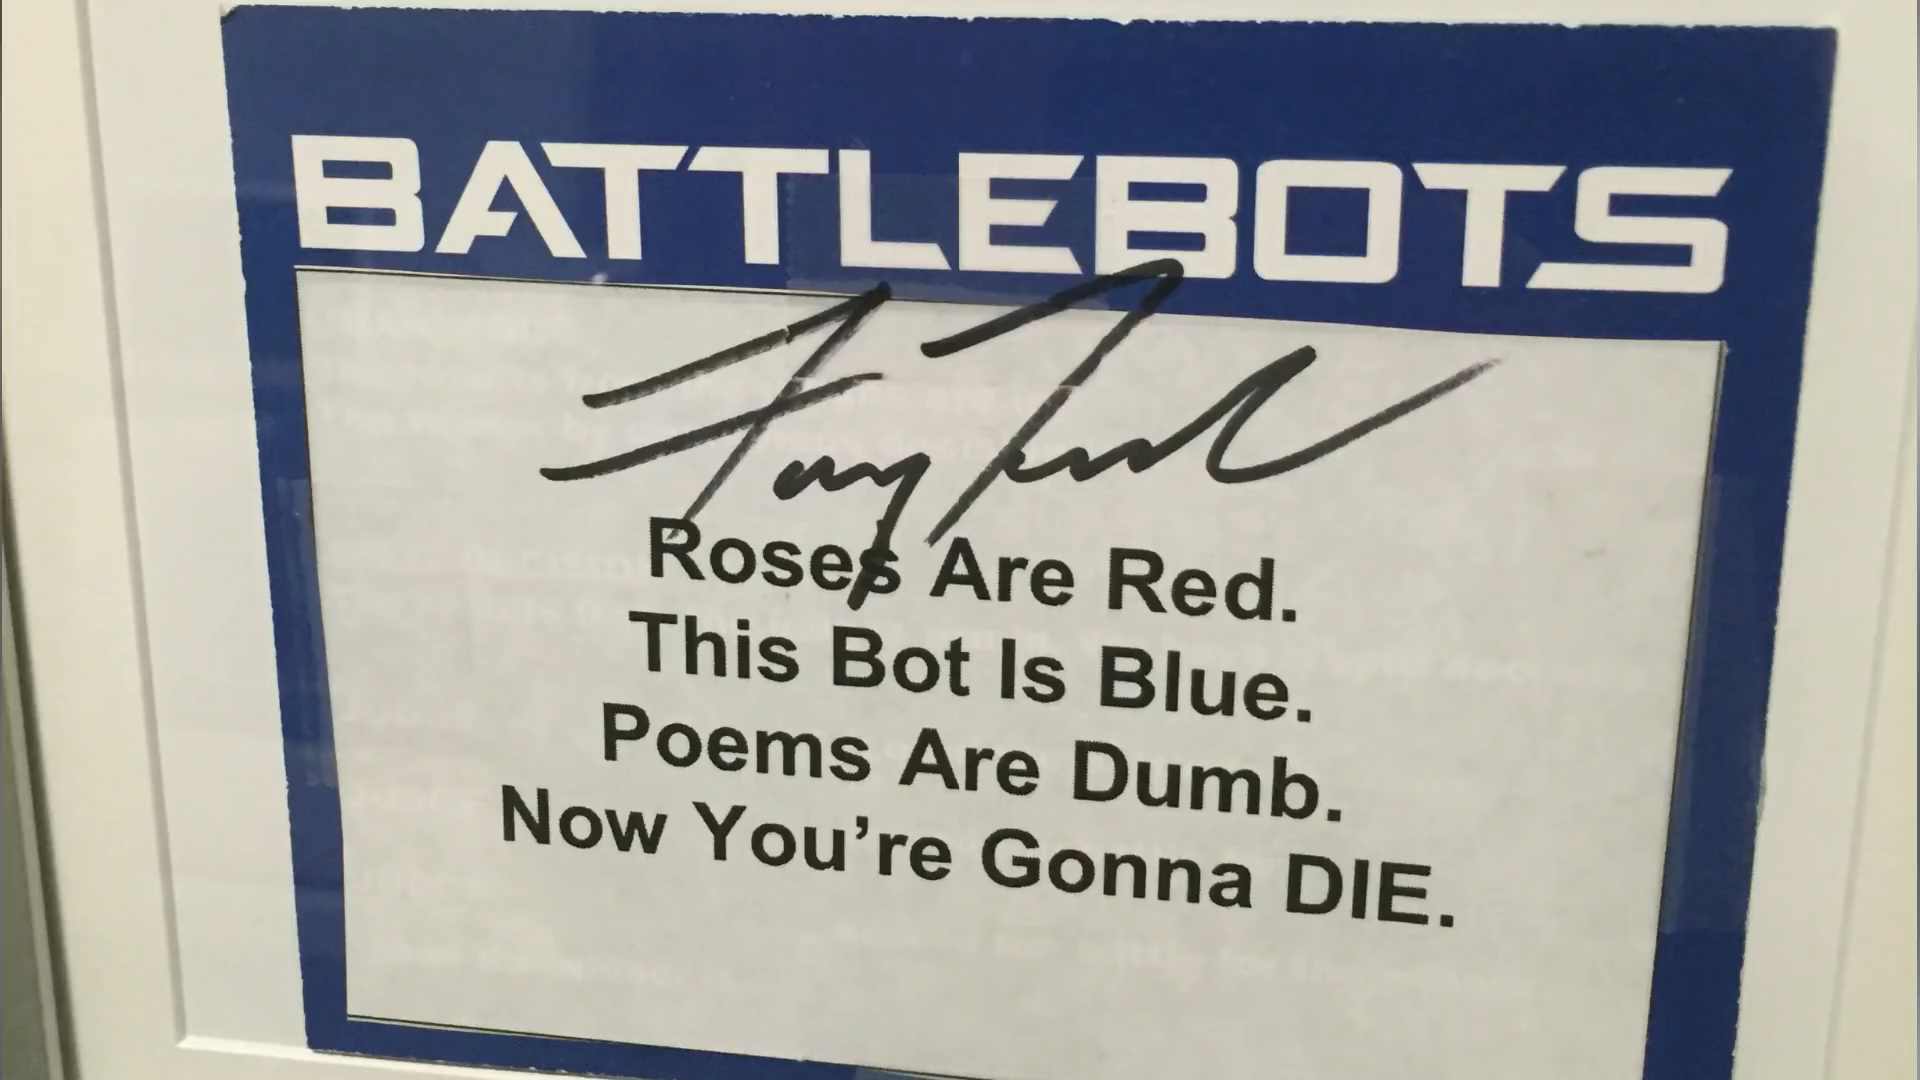 BATTLEBOTS
Roses Are Red.
This Bot Is Blue.
Poems Are Dumb.
Now You're Gonna DIE.